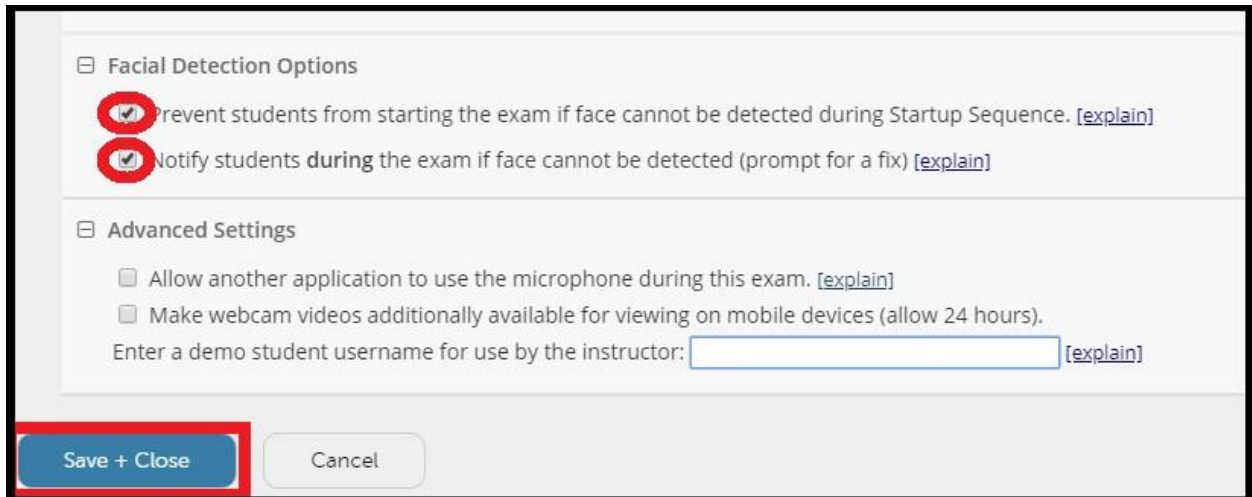 Facial Detection Options
Prevent students from starting the exam if face cannot be detected during Startup Sequence. [explain]
Notify students during the exam if face cannot be detected (prompt for a fix) [explain]
Advanced Settings
Allow another application to use the microphone during this exam. [explain]
Make webcam videos additionally available for viewing on mobile devices (allow 24 hours).
Enter a demo student username for use by the instructor: [explain]
Save + Close Cancel